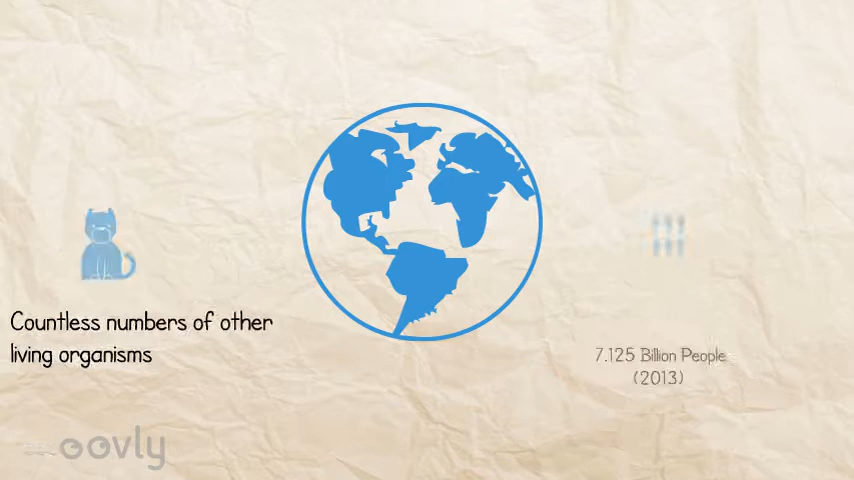 Countless numbers of other
living organisms
7.125 Billion People
(2013)
oovly